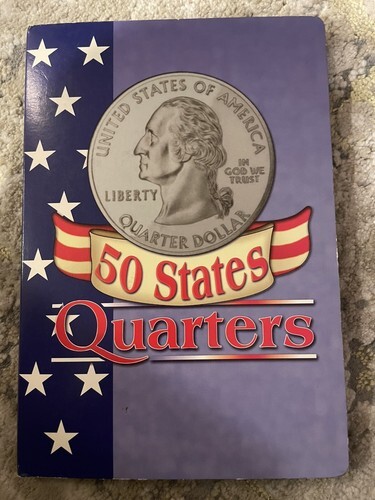 UNITED STATES OF AMERICA
IN
GOD WE
TRUST
LIBERTY
QUARTER DOLLAR
50 States
Quarters